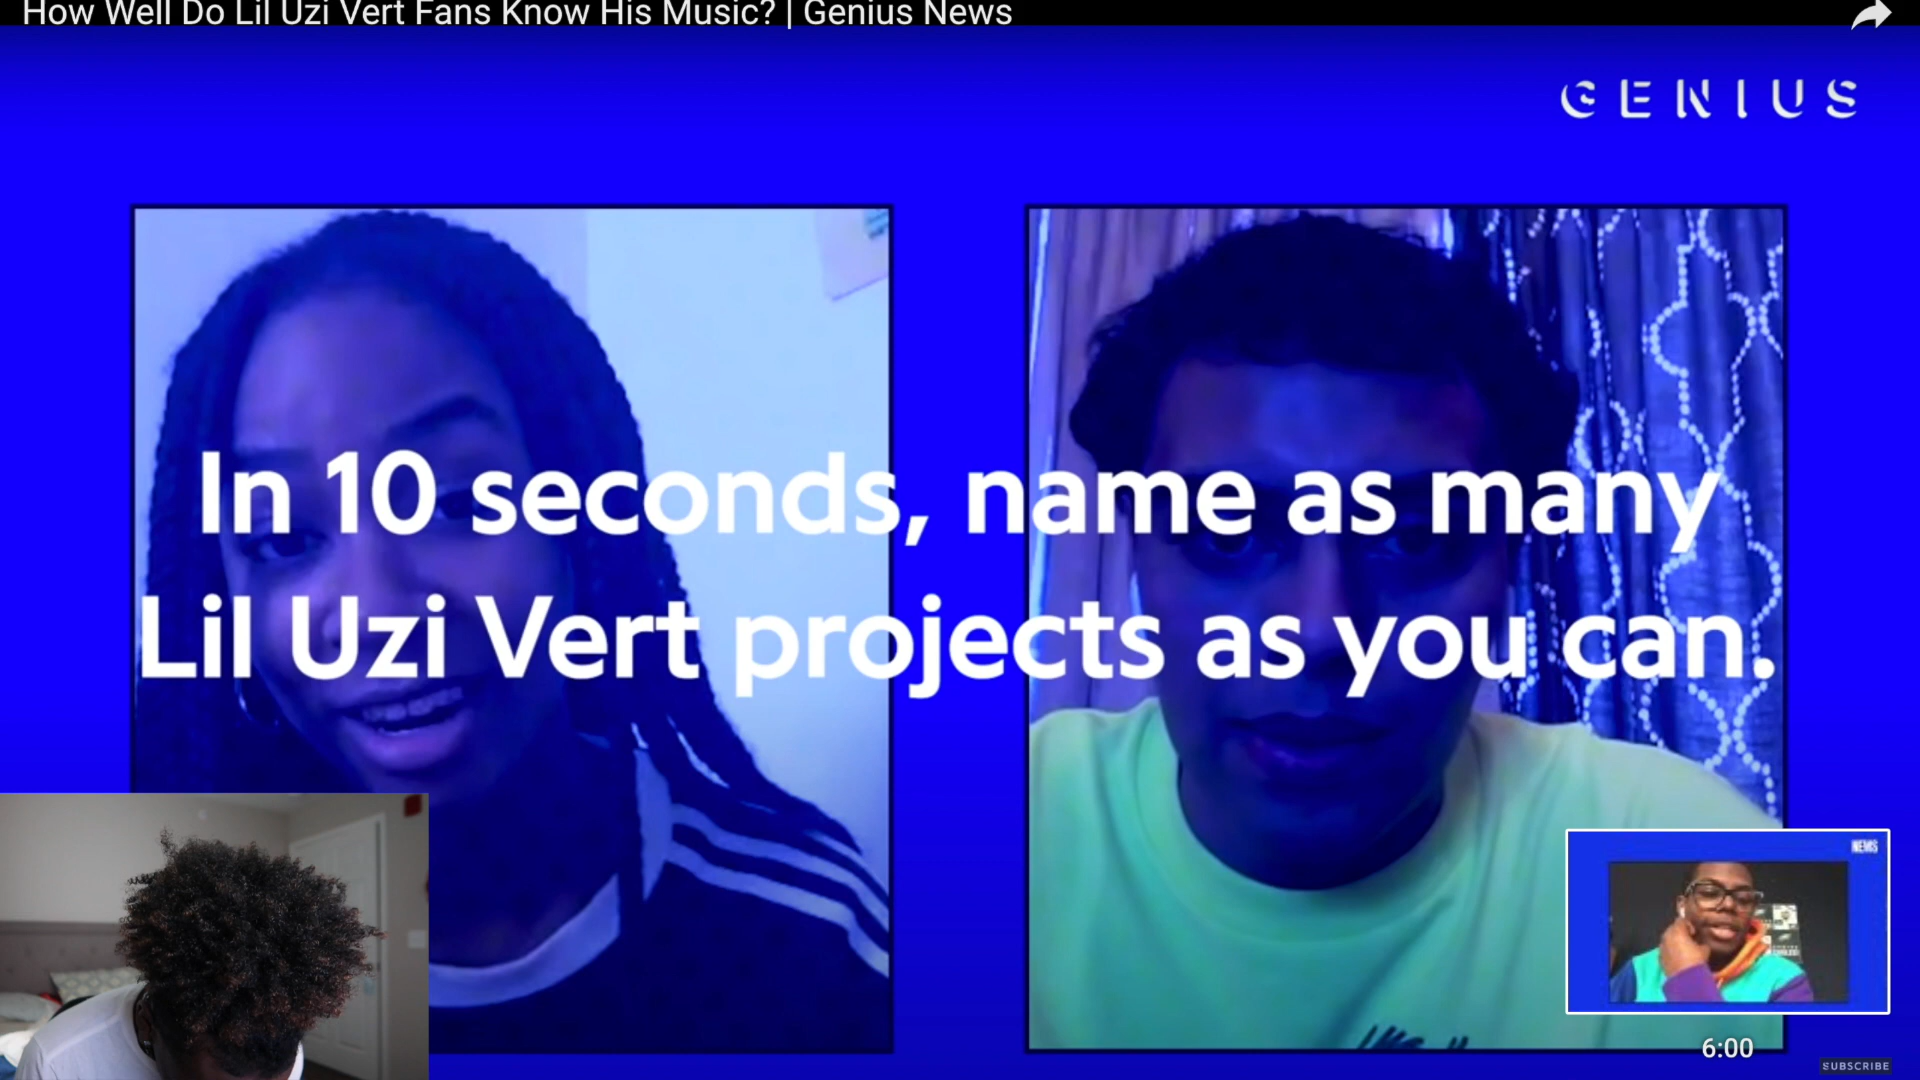 How Well Do Lil Uzi Vert Fans Know His Music? | Genius News
GENIUS
In 10 seconds, name as many
Lil Uzi Vert projects as you can.
NEWS
6:00
SUBSCRIBE